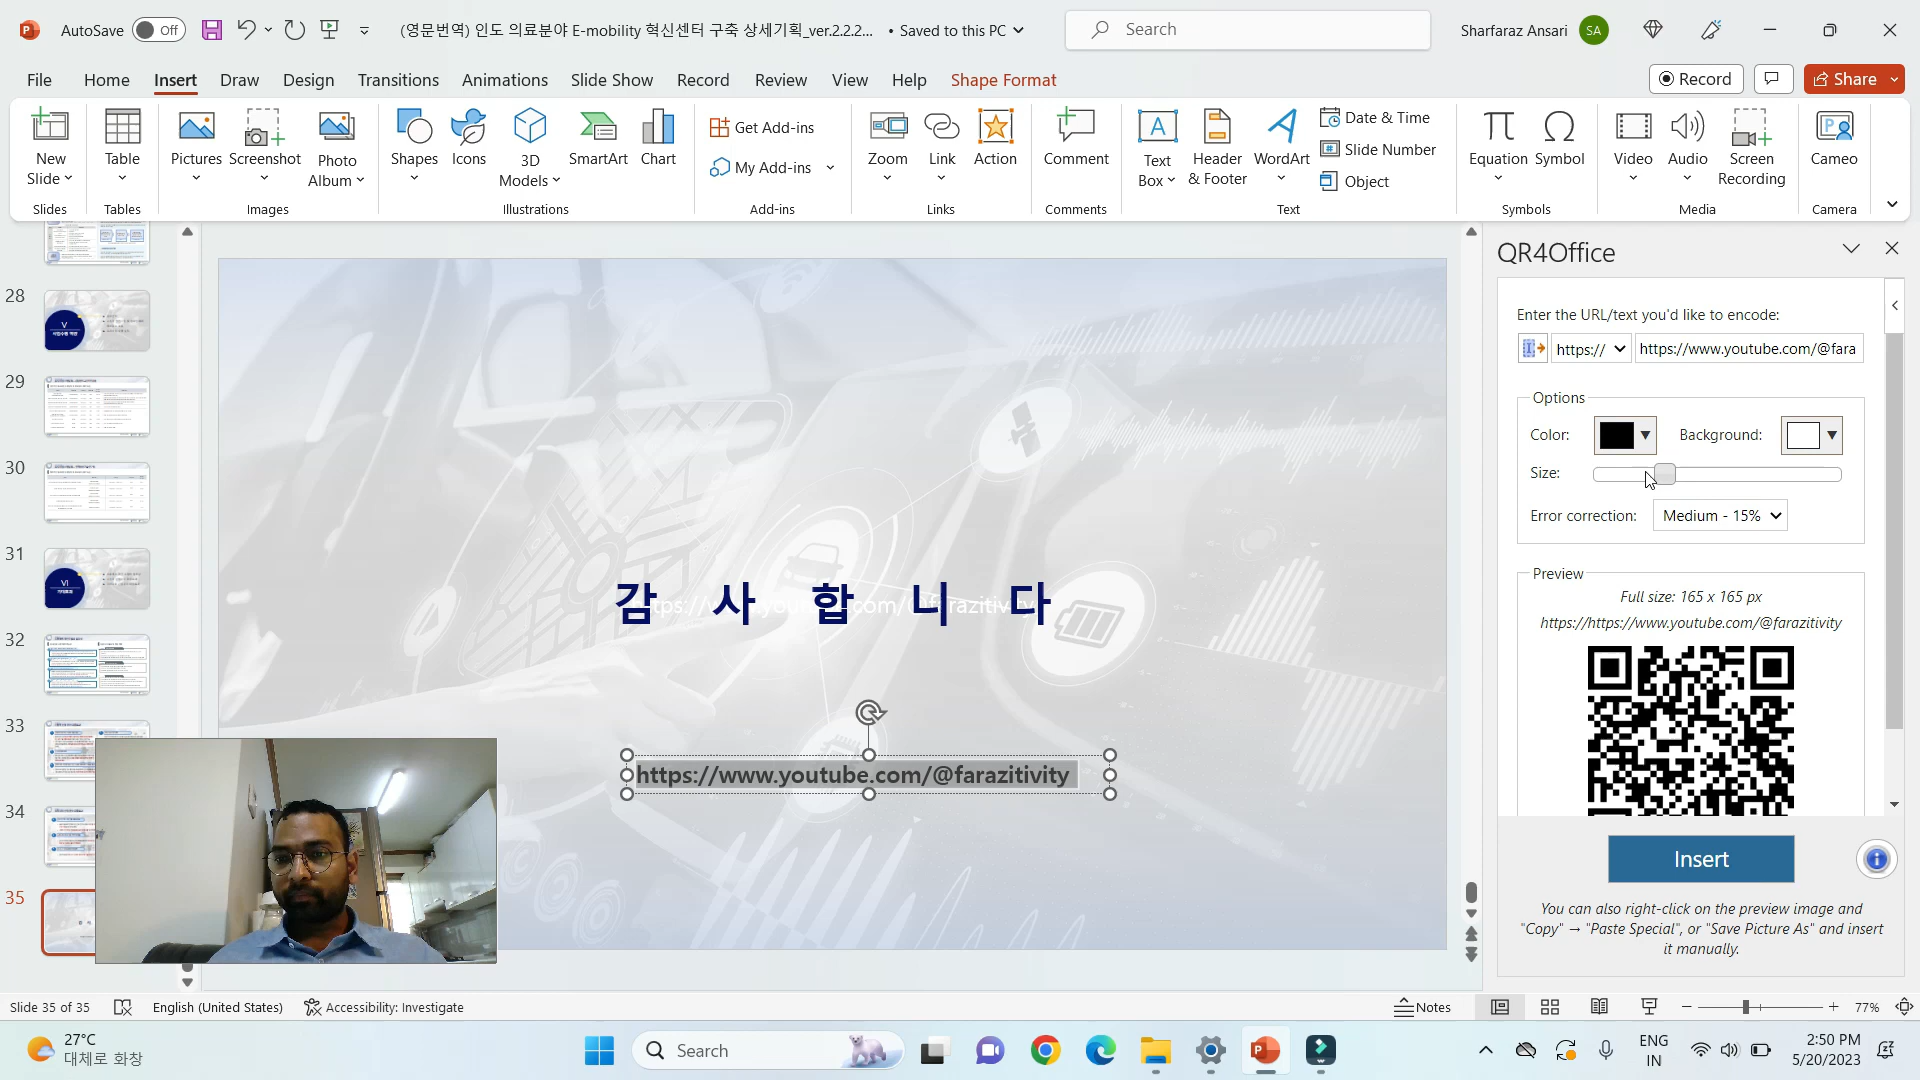 AutoSave Off
(영문번역) 인도 의료분야 E-mobility 혁신센터 구축 상세기획_ver.2.2.2... • Saved to this PC
Search
Sharfaraz Ansari SA
File Home Insert Draw Design Transitions Animations Slide Show Record Review View Help Shape Format
Record Share
New Slide
Table
Pictures
Screenshot
Photo Album
Shapes
Icons
3D Models
SmartArt
Chart
Get Add-ins
My Add-ins
Zoom
Link
Action
Comment
Text Box
Header & Footer
WordArt
Date & Time
Slide Number
Object
Equation
Symbol
Video
Audio
Screen Recording
Cameo
Slides Tables Images Illustrations Add-ins Links Comments Text Symbols Media Camera
28
29
30
31
32
33
34
35
감 사 합 니 다
https://www.youtube.com/@farazitivity
https://www.youtube.com/@farazitivity
QR4Office
Enter the URL/text you'd like to encode:
https:// https://www.youtube.com/@fara
Options
Color: Background:
Size:
Error correction: Medium - 15%
Preview
Full size: 165 x 165 px
https://https://www.youtube.com/@farazitivity
Insert
You can also right-click on the preview image and
"Copy" → "Paste Special", or "Save Picture As" and insert
it manually.
Slide 35 of 35 English (United States) Accessibility: Investigate Notes 77%
27°C
대체로 화창
Search
ENG
IN
2:50 PM
5/20/2023